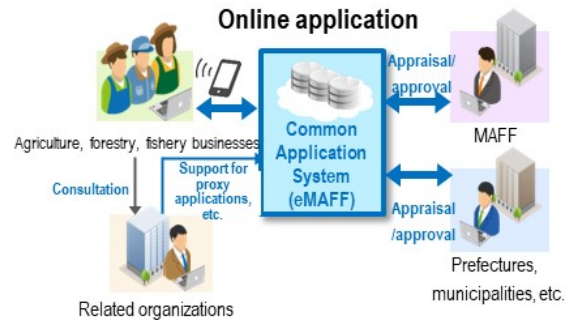 Online application
Agriculture, forestry, fishery businesses
Consultation
Support for
proxy
applications,
etc.
Related organizations
Common
Application
System
(eMAFF)
Appraisal/
approval
MAFF
Appraisal
/approval
Prefectures,
municipalities, etc.